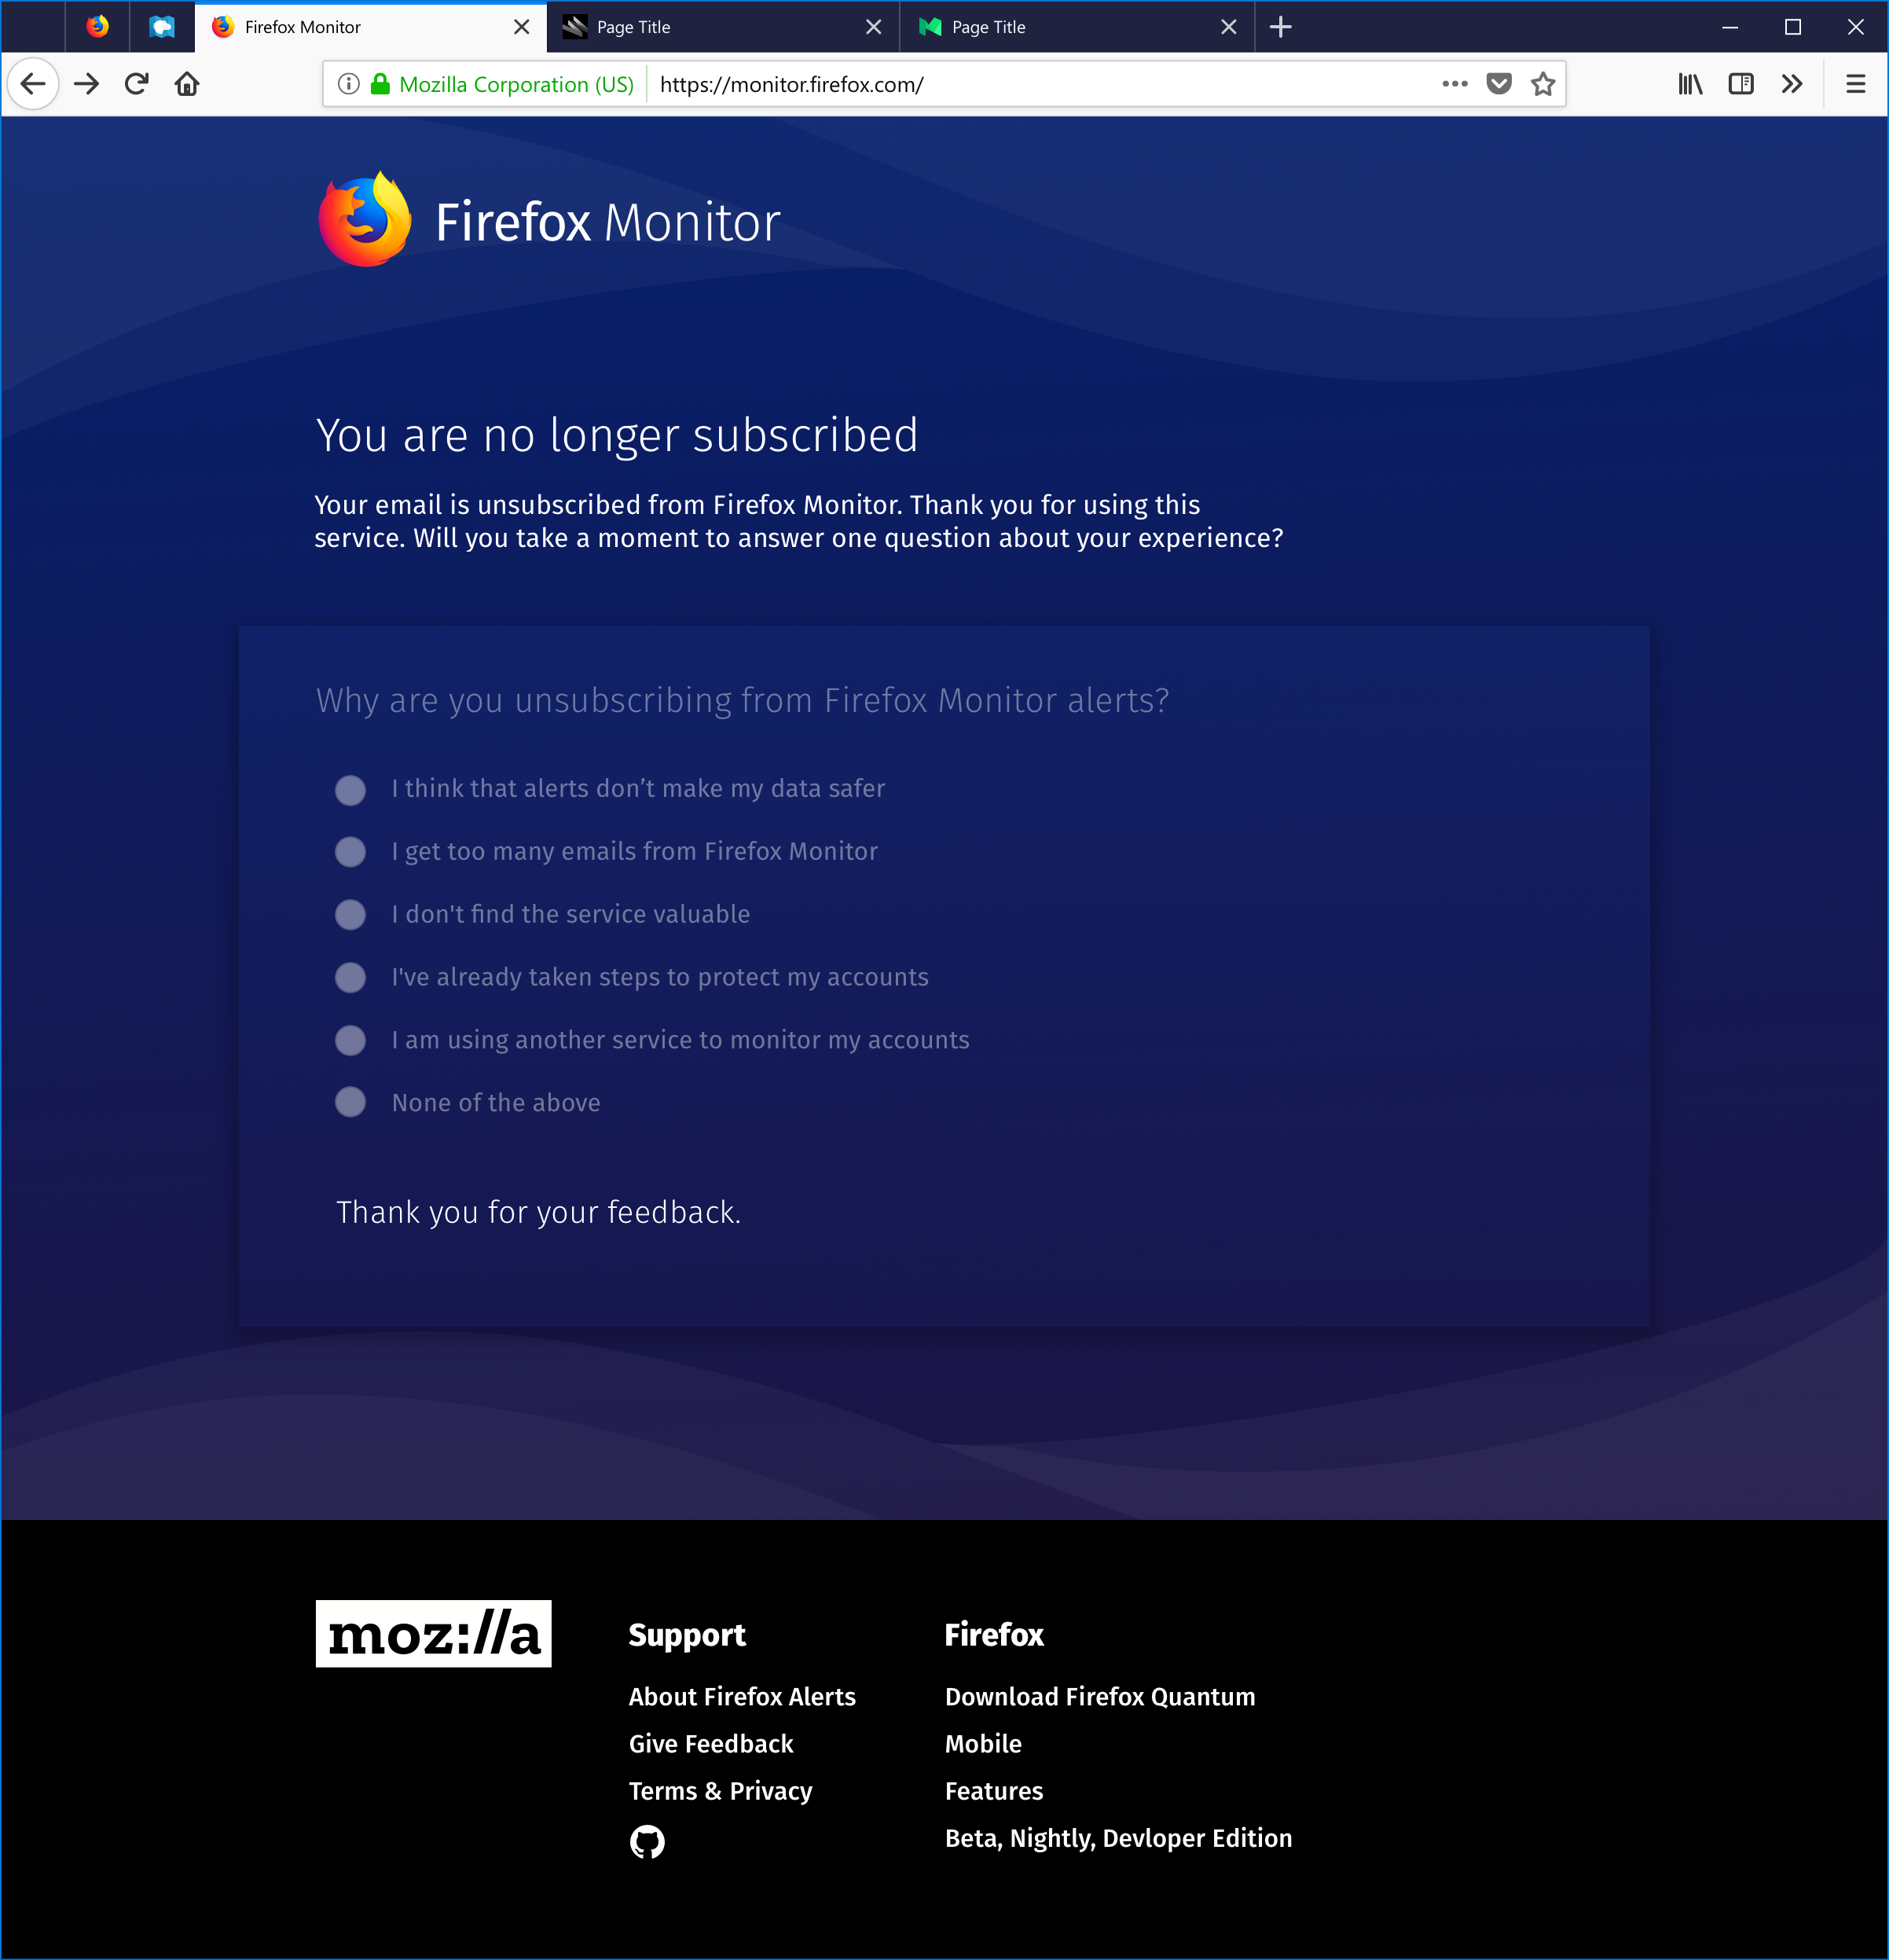 Firefox Monitor
Page Title
Page Title
Mozilla Corporation (US)
https://monitor.firefox.com/
Firefox Monitor
You are no longer subscribed
Your email is unsubscribed from Firefox Monitor. Thank you for using this
service. Will you take a moment to answer one question about your experience?
Why are you unsubscribing from Firefox Monitor alerts?
I think that alerts don’t make my data safer
I get too many emails from Firefox Monitor
I don't find the service valuable
I've already taken steps to protect my accounts
I am using another service to monitor my accounts
None of the above
Thank you for your feedback.
moz://a
Support
About Firefox Alerts
Give Feedback
Terms & Privacy
Firefox
Download Firefox Quantum
Mobile
Features
Beta, Nightly, Devloper Edition